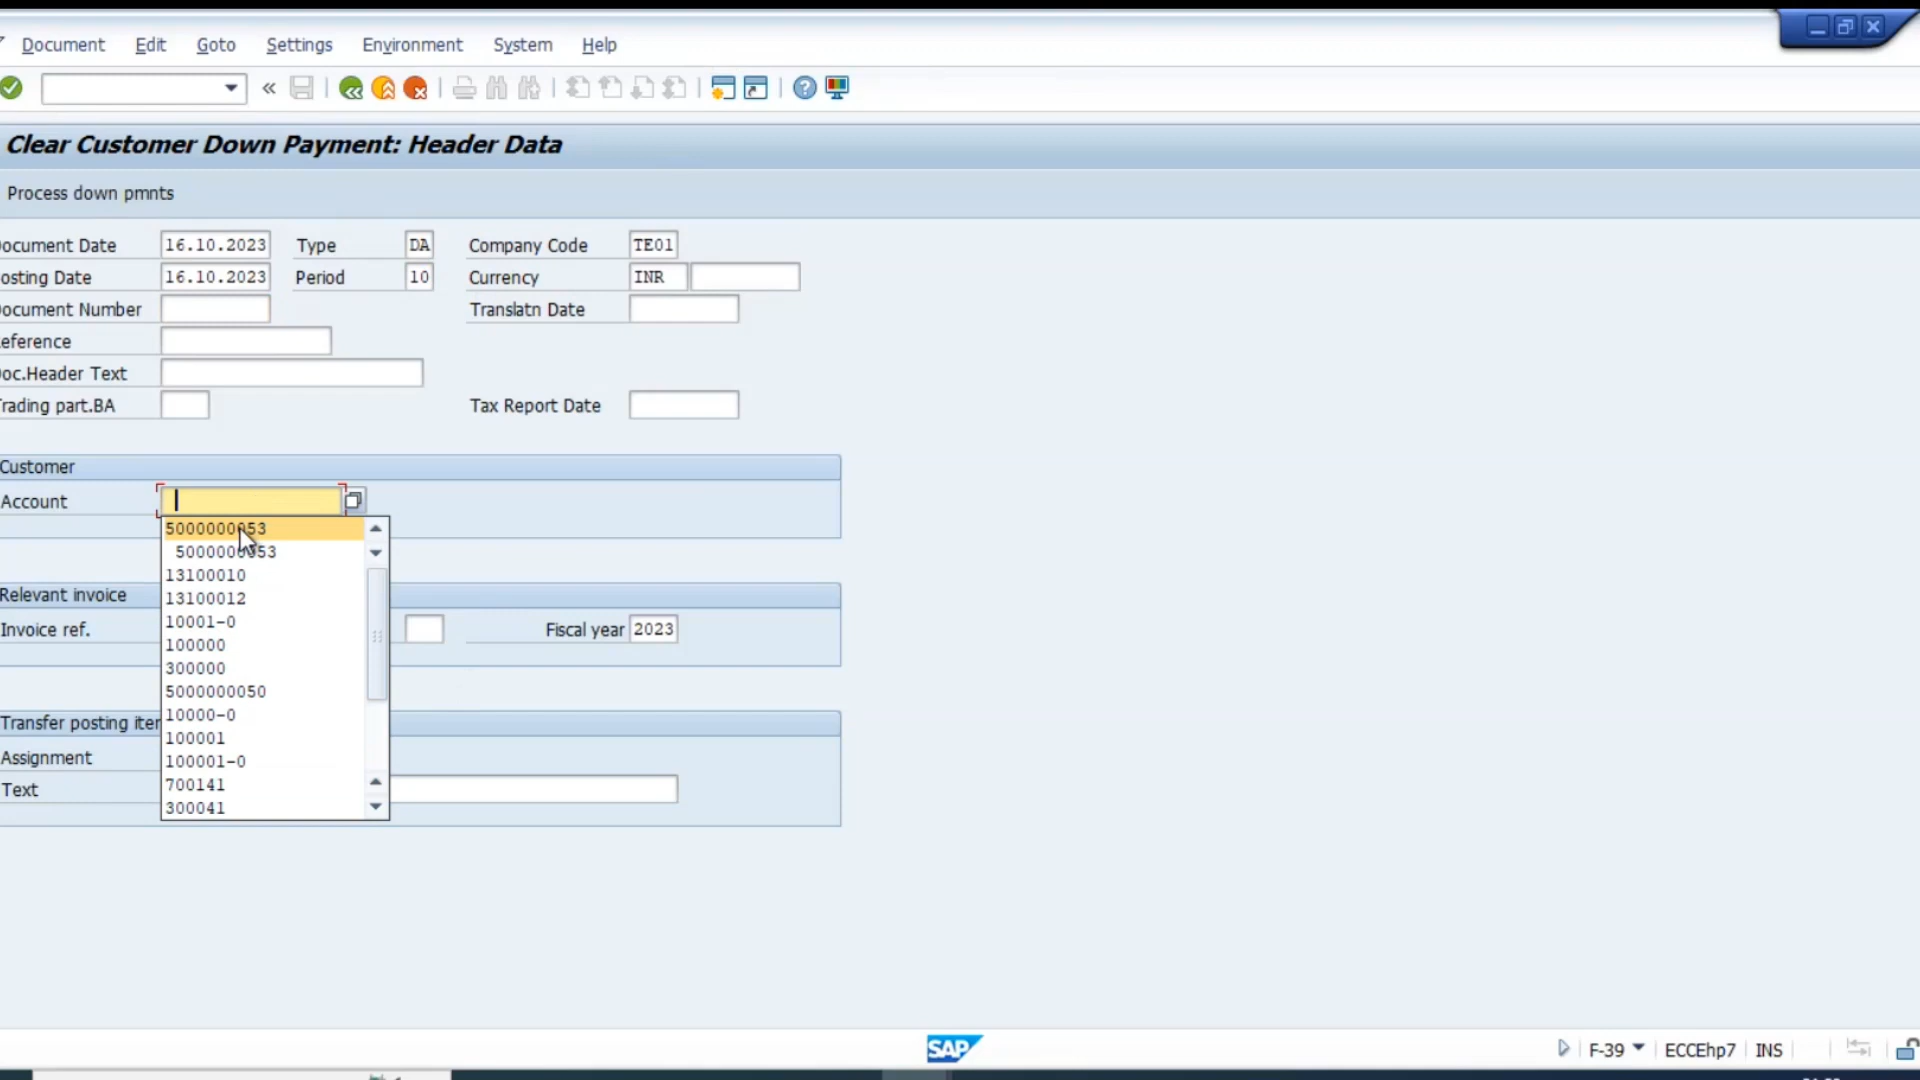 Document Edit Goto Settings Environment System Help
Clear Customer Down Payment: Header Data
Process down pmnts
ocument Date 16.10.2023 Type DA Company Code TE01
osting Date 16.10.2023 Period 10 Currency INR
ocument Number Translatn Date
eference
oc.Header Text
rading part.BA Tax Report Date
Customer
Account
5000000053
5000000053
13100010
13100012
10001-0
100000
300000
5000000050
10000-0
100001
100001-0
700141
300041
Relevant invoice
Invoice ref. Fiscal year 2023
Transfer posting iter
Assignment
Text
SAP
F-39 ECCEhp7 INS